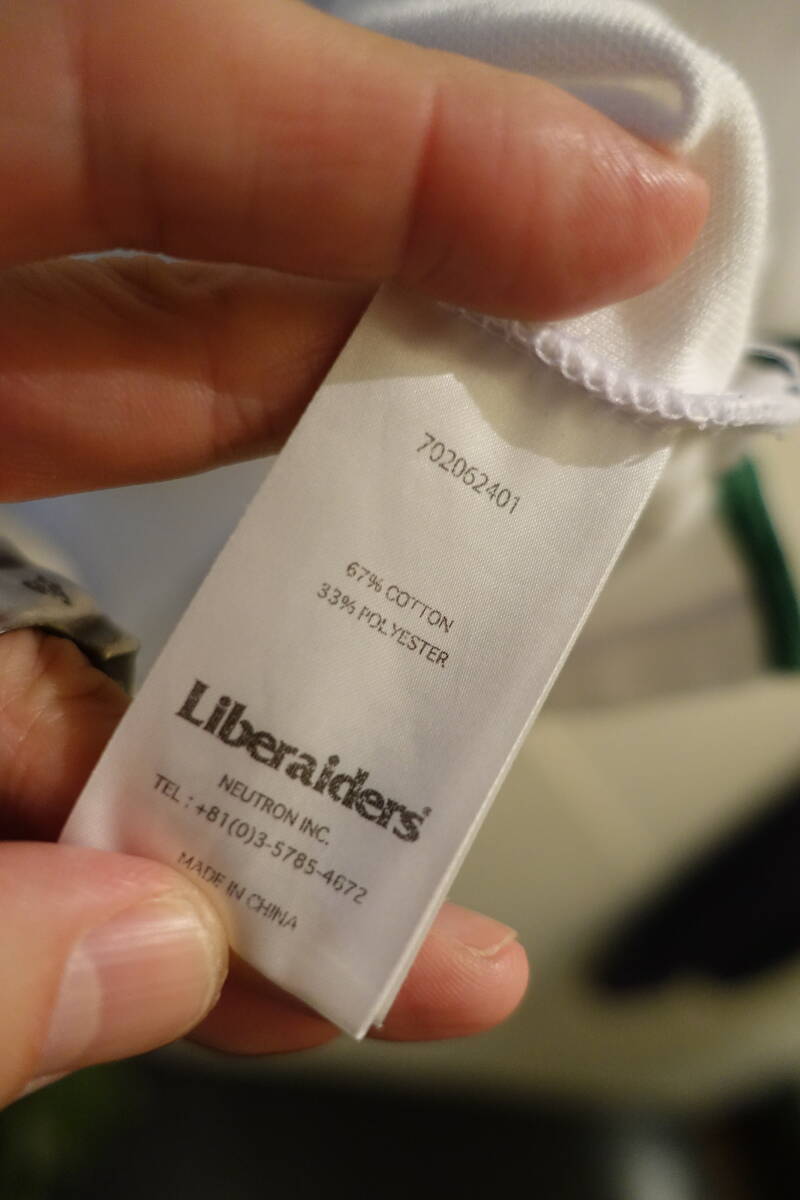 702062401
67% COTTON
33% POLYESTER
Liberaiders®
NEUTRON INC.
TEL : +81(0)3-5785-4672
MADE IN CHINA